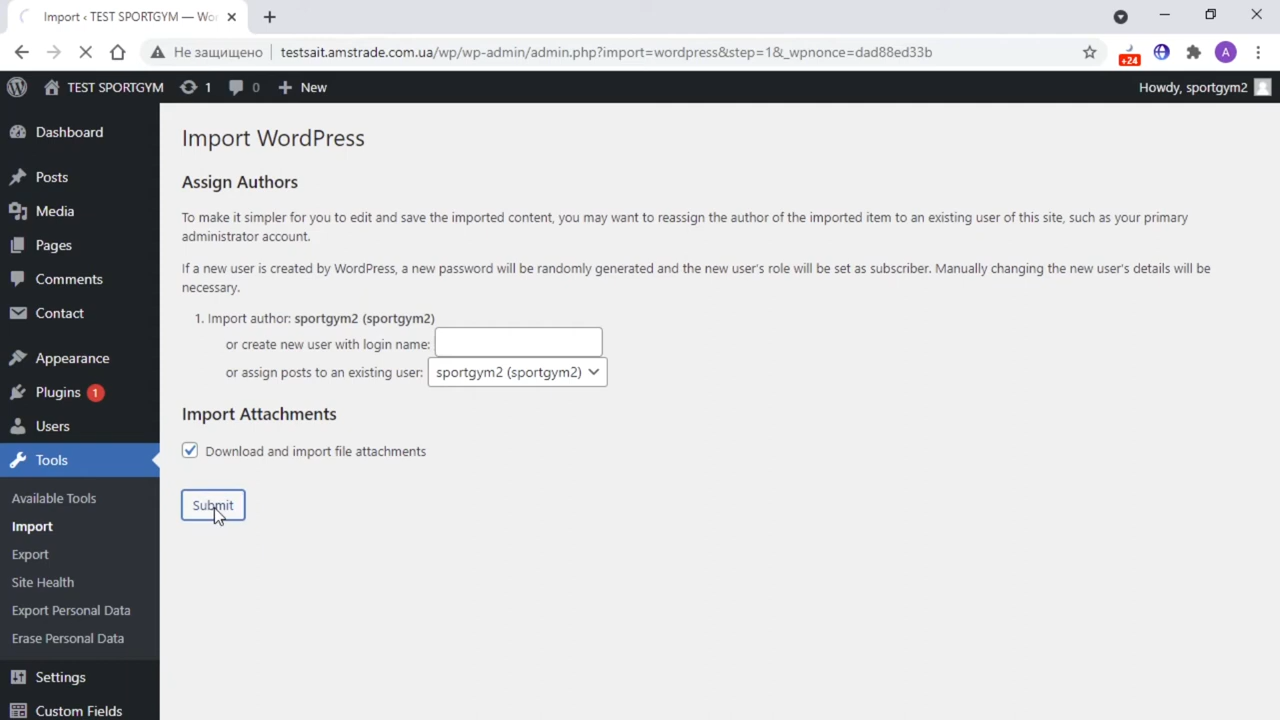 Import ‹ TEST SPORTGYM — Wor
Не защищено
testsait.amstrade.com.ua/wp/wp-admin/admin.php?import=wordpress&step=1&_wpnonce=dad88ed33b
+24
A
TEST SPORTGYM
1
0
New
Howdy, sportgym2
Dashboard
Posts
Media
Pages
Comments
Contact
Appearance
Plugins 1
Users
Tools
Available Tools
Import
Export
Site Health
Export Personal Data
Erase Personal Data
Settings
Custom Fields
Import WordPress
Assign Authors
To make it simpler for you to edit and save the imported content, you may want to reassign the author of the imported item to an existing user of this site, such as your primary
administrator account.
If a new user is created by WordPress, a new password will be randomly generated and the new user's role will be set as subscriber. Manually changing the new user's details will be
necessary.
1. Import author: sportgym2 (sportgym2)
or create new user with login name:
or assign posts to an existing user: sportgym2 (sportgym2)
Import Attachments
Download and import file attachments
Submit